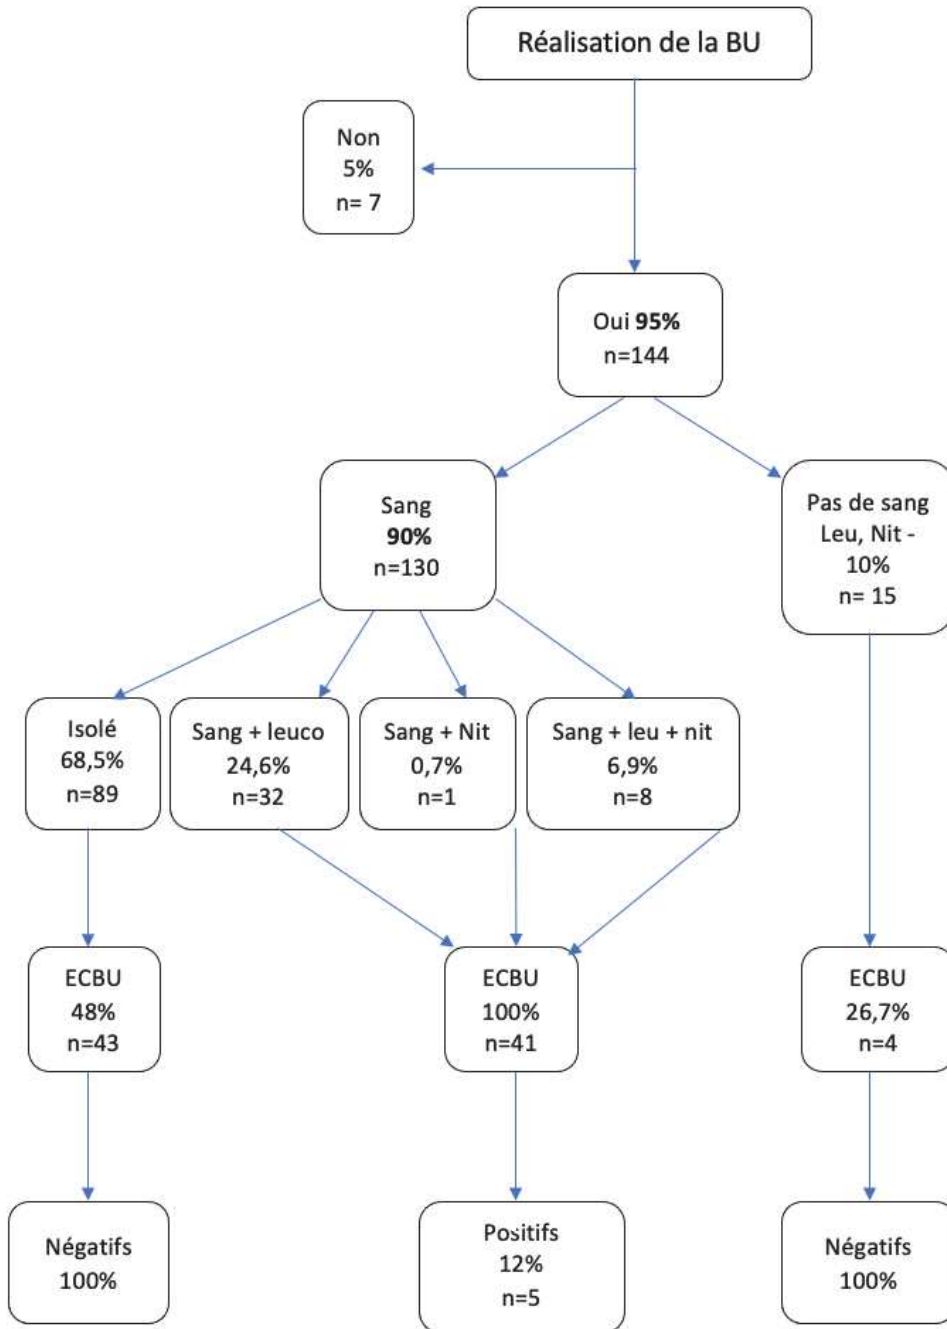 Réalisation de la BU
Non
5%
n= 7
Oui 95%
n=144
Sang
90%
n=130
Pas de sang
Leu, Nit -
10%
n= 15
Isolé
68,5%
n=89
Sang + leuco
24,6%
n=32
Sang + Nit
0,7%
n=1
Sang + leu + nit
6,9%
n=8
ECBU
48%
n=43
ECBU
100%
n=41
ECBU
26,7%
n=4
Négatifs
100%
Positifs
12%
n=5
Négatifs
100%